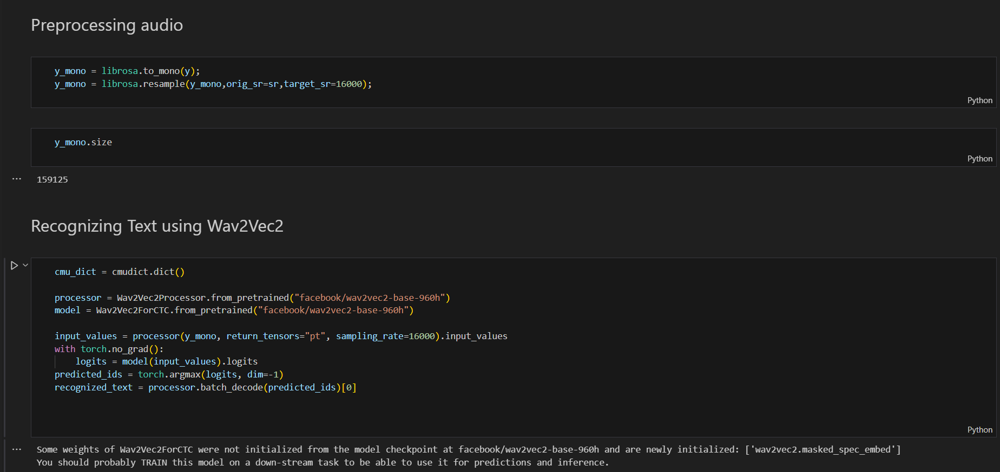 Preprocessing audio
y_mono = librosa.to_mono(y);
y_mono = librosa.resample(y_mono,orig_sr=sr,target_sr=16000);
Python
y_mono.size
Python
··· 159125
Recognizing Text using Wav2Vec2
cmu_dict = cmudict.dict()
processor = Wav2Vec2Processor.from_pretrained("facebook/wav2vec2-base-960h")
model = Wav2Vec2ForCTC.from_pretrained("facebook/wav2vec2-base-960h")
input_values = processor(y_mono, return_tensors="pt", sampling_rate=16000).input_values
with torch.no_grad():
    logits = model(input_values).logits
predicted_ids = torch.argmax(logits, dim=-1)
recognized_text = processor.batch_decode(predicted_ids)[0]
Python
··· Some weights of Wav2Vec2ForCTC were not initialized from the model checkpoint at facebook/wav2vec2-base-960h and are newly initialized: ['wav2vec2.masked_spec_embed']
You should probably TRAIN this model on a down-stream task to be able to use it for predictions and inference.